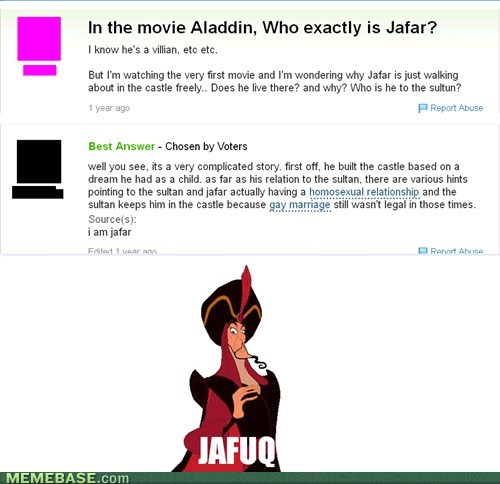 In the movie Aladdin, Who exactly is Jafar?
I know he's a villian, etc etc.
But I'm watching the very first movie and I'm wondering why Jafar is just walking
about in the castle freely.. Does he live there? and why? Who is he to the sultun?
1 year ago
Report Abuse
Best Answer - Chosen by Voters
well you see, its a very complicated story. first off, he built the castle based on a
dream he had as a child. as far as his relation to the sultan, there are various hints
pointing to the sultan and jafar actually having a homosexual relationship and the
sultan keeps him in the castle because gay marriage still wasn't legal in those times.
Source(s):
i am jafar
Edited 1 year ago
Report Abuse
JAFUQ
MEMEBASE.com